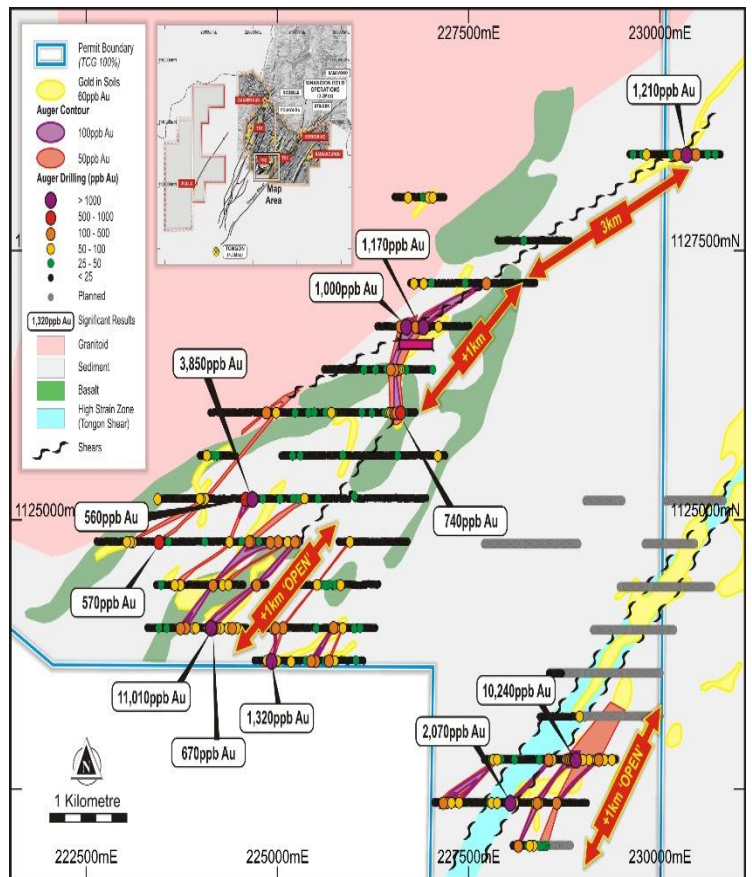 227500mE
230000mE
Permit Boundary
(TCG 100%)
Gold in Soils
60ppb Au
Auger Contour
100ppb Au
50ppb Au
Auger Drilling (ppb Au)
> 1000
500 - 1000
100 - 500
50 - 100
25 - 50
< 25
Planned
1,320ppb Au
Significant Results
Granitoid
Sediment
Basalt
High Strain Zone
(Tongon Shear)
Shears
Map
Area
1,210ppb Au
3km
1127500mN
1,170ppb Au
1,000ppb Au
+1km
3,850ppb Au
560ppb Au
1125000m
1125000mN
740ppb Au
570ppb Au
+1km 'OPEN'
11,010ppb Au
670ppb Au
1,320ppb Au
10,240ppb Au
2,070ppb Au
+1km 'OPEN'
N
1 Kilometre
222500mE
225000mE
227500mE
230000mE